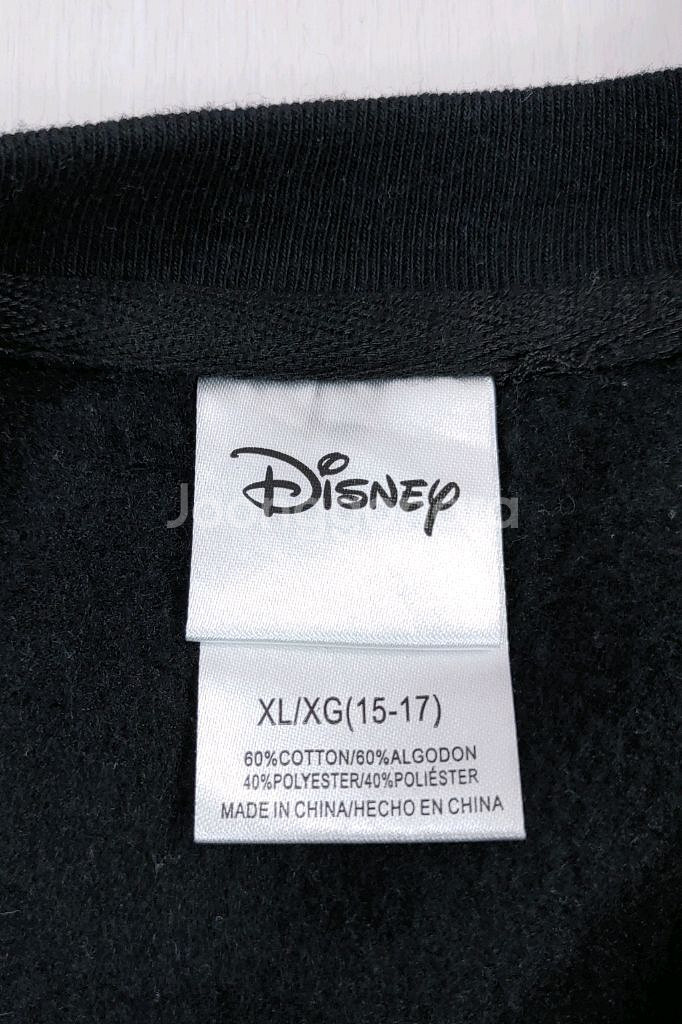 Disney
XL/XG(15-17)
60%COTTON/60%ALGODON
40%POLYESTER/40%POLIÉSTER
MADE IN CHINA/HECHO EN CHINA